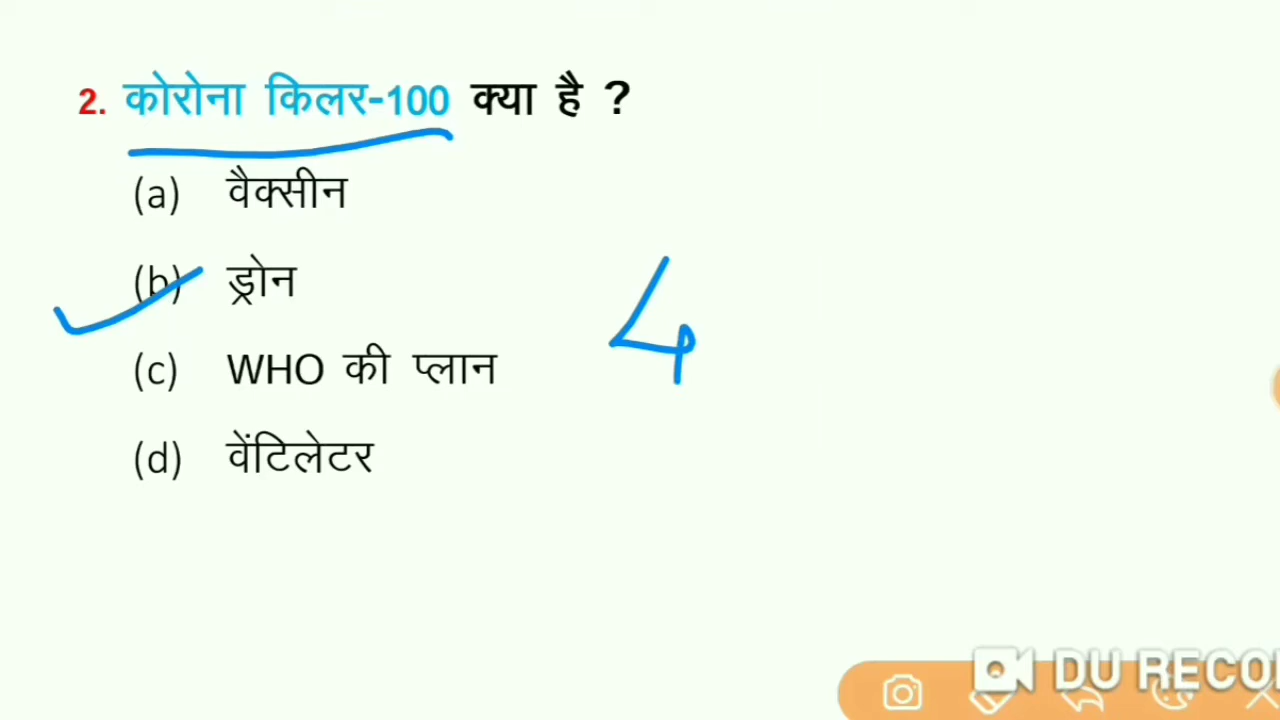 2. कोरोना किलर-100 क्या है ?
(a) वैक्सीन
(b) ड्रोन
4
(c) WHO की प्लान
(d) वेंटिलेटर
DU RECO